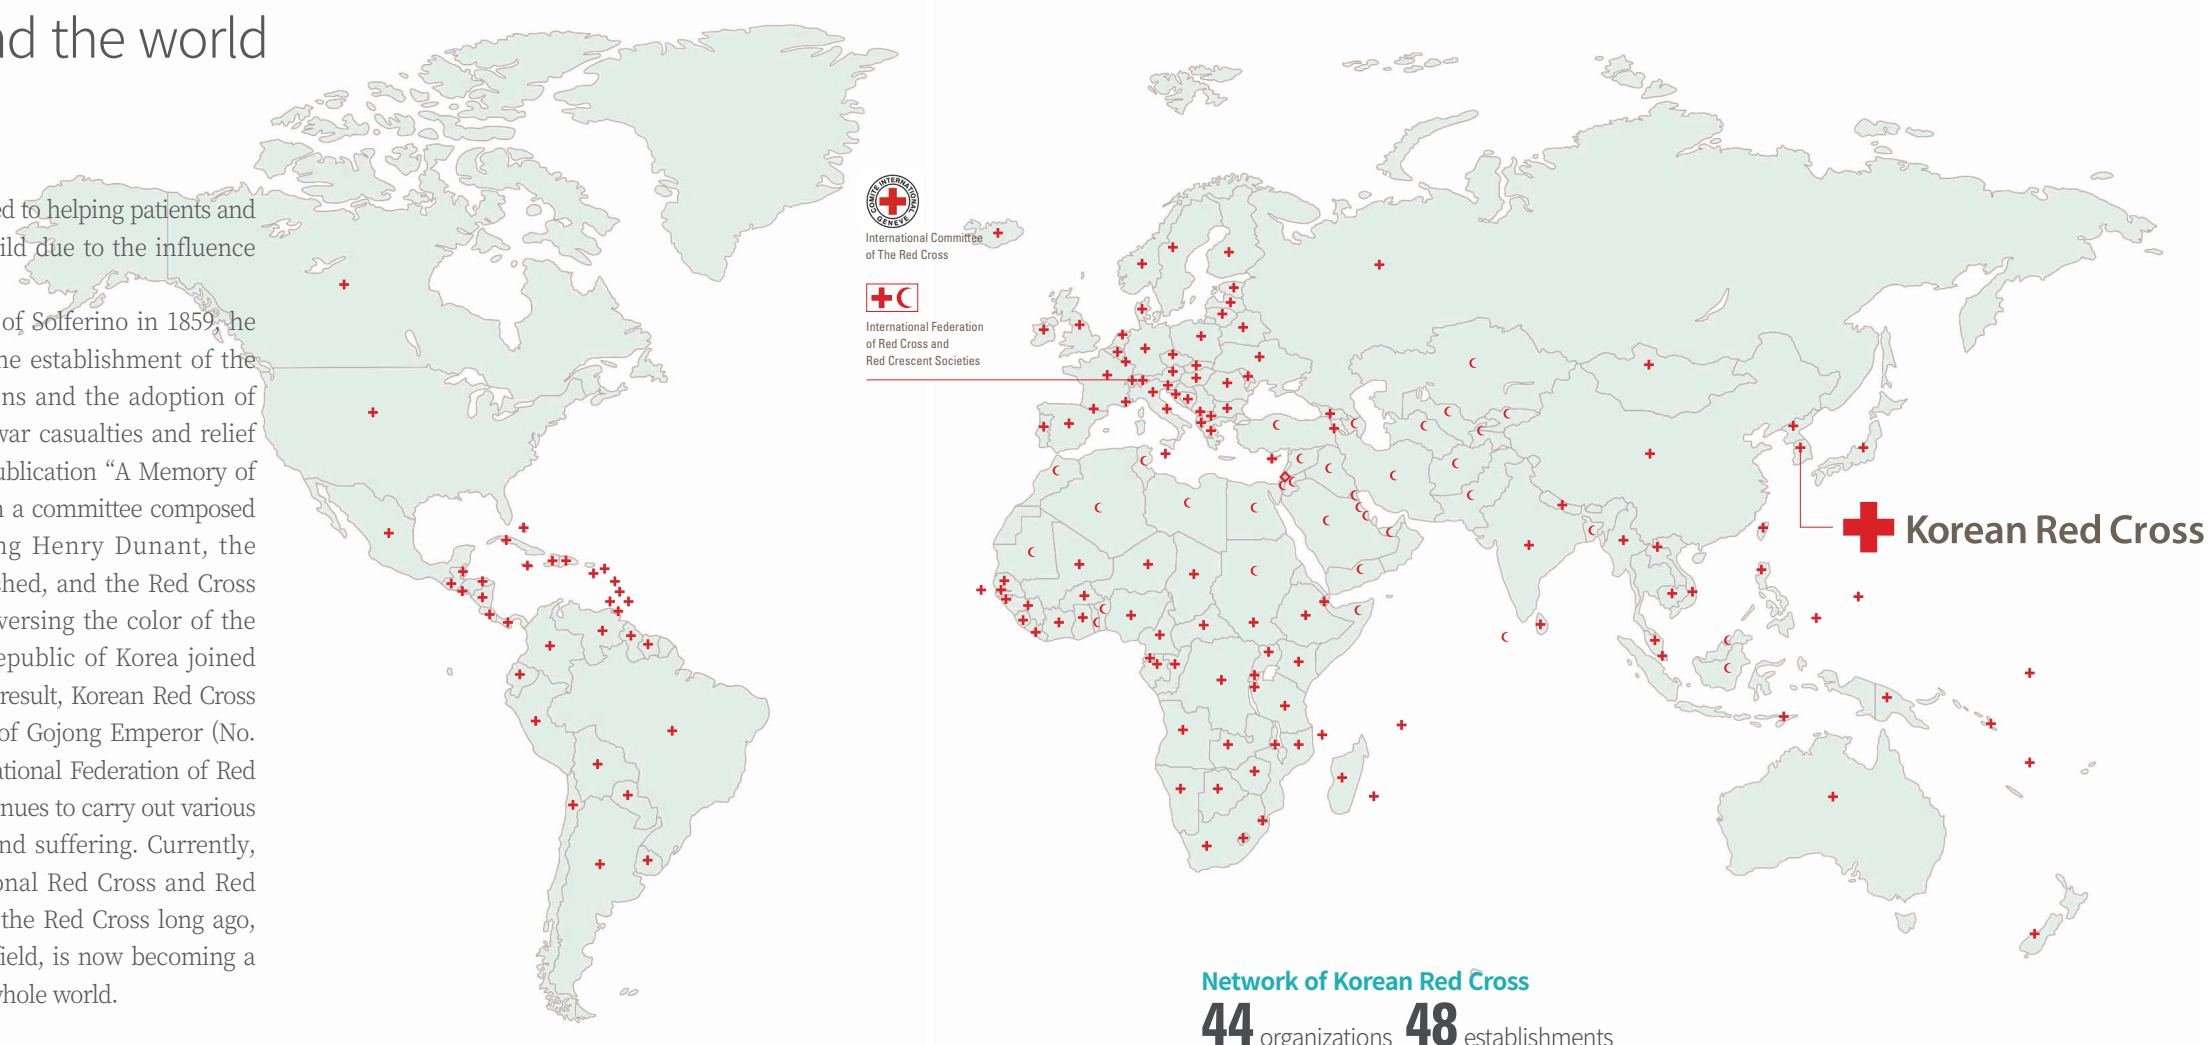 nd the world
ed to helping patients and
ild due to the influence
of Solferino in 1859, he
he establishment of the
ns and the adoption of
war casualties and relief
ublication “A Memory of
n a committee composed
ng Henry Dunant, the
shed, and the Red Cross
versing the color of the
epublic of Korea joined
result, Korean Red Cross
of Gojong Emperor (No.
ational Federation of Red
nues to carry out various
nd suffering. Currently,
onal Red Cross and Red
the Red Cross long ago,
field, is now becoming a
whole world.
COMITE INTERNATIONAL
GENEVE
International Committee
of The Red Cross
International Federation
of Red Cross and
Red Crescent Societies
Korean Red Cross
Network of Korean Red Cross
44 organizations 48 establishments